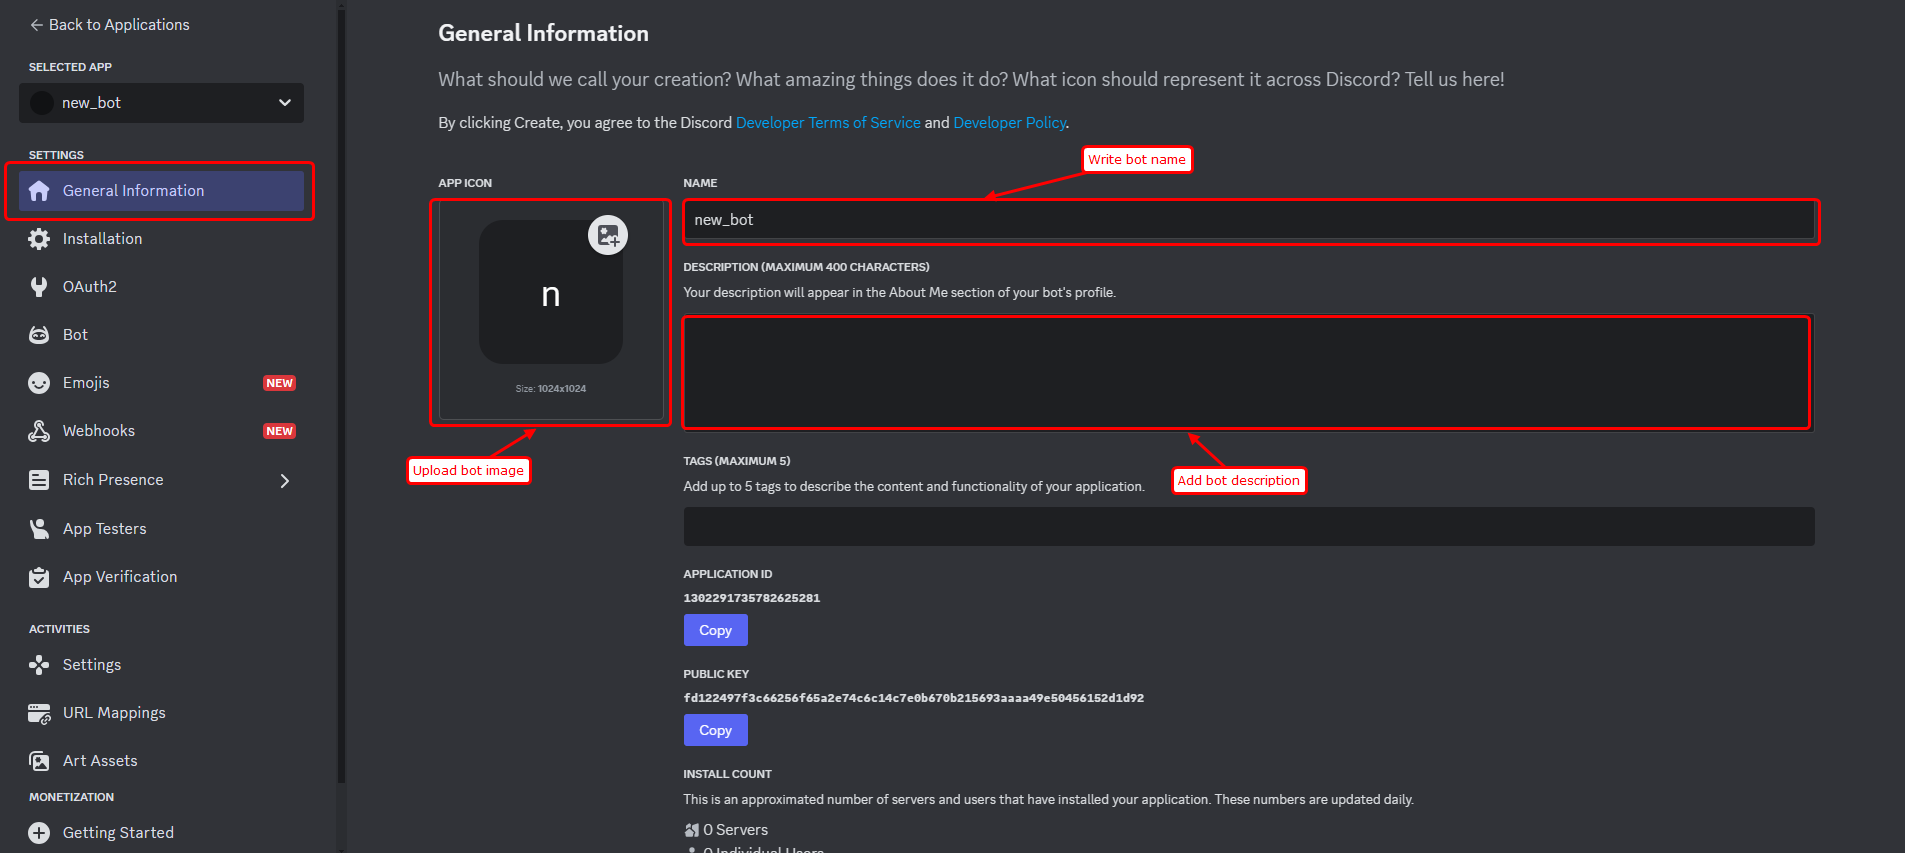 Back to Applications
SELECTED APP
new_bot
SETTINGS
General Information
Installation
OAuth2
Bot
Emojis NEW
Webhooks NEW
Rich Presence
App Testers
App Verification
ACTIVITIES
Settings
URL Mappings
Art Assets
MONETIZATION
Getting Started
General Information
What should we call your creation? What amazing things does it do? What icon should represent it across Discord? Tell us here!
By clicking Create, you agree to the Discord Developer Terms of Service and Developer Policy.
Write bot name
APP ICON
n
Size: 1024x1024
Upload bot image
NAME
new_bot
DESCRIPTION (MAXIMUM 400 CHARACTERS)
Your description will appear in the About Me section of your bot's profile.
Add bot description
TAGS (MAXIMUM 5)
Add up to 5 tags to describe the content and functionality of your application.
APPLICATION ID
1302291735782625281
Copy
PUBLIC KEY
fd122497f3c66256f65a2e74c6c14c7e0b670b215693aaaa49e50456152d1d92
Copy
INSTALL COUNT
This is an approximated number of servers and users that have installed your application. These numbers are updated daily.
0 Servers
0 Individual Users